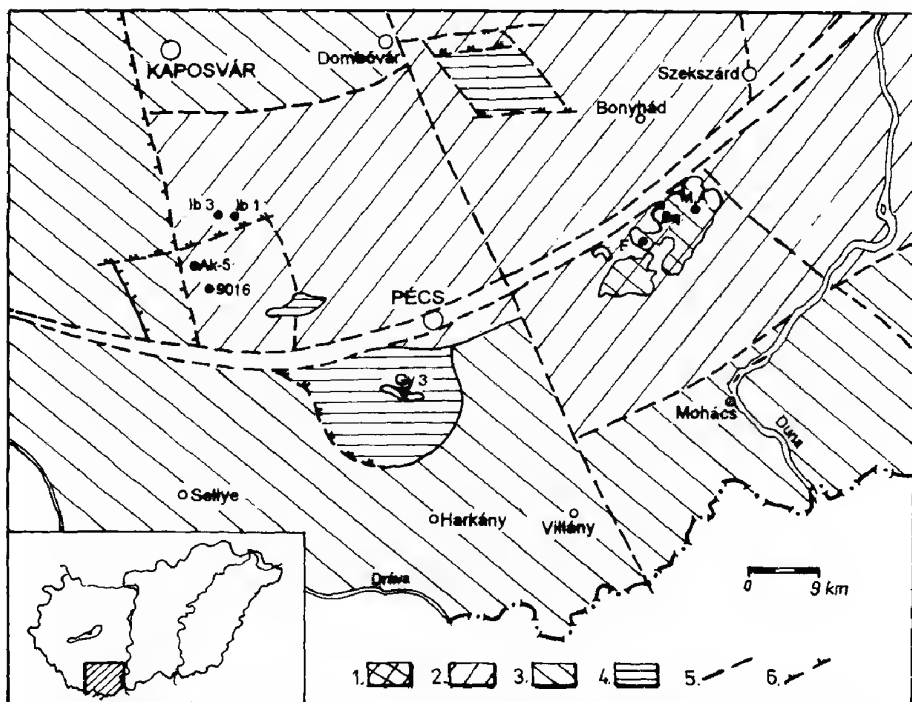 KAPOSVÁR
Dombóvár
Szekszárd
Bonyhád
Ib 3
Ib 1
M
F
Ak-5
9016
PÉCS
Gy 3
Mohács
Duna
Sellye
Harkány
Villány
Dráva
0 9 km
1. 2. 3. 4. 5. 6.